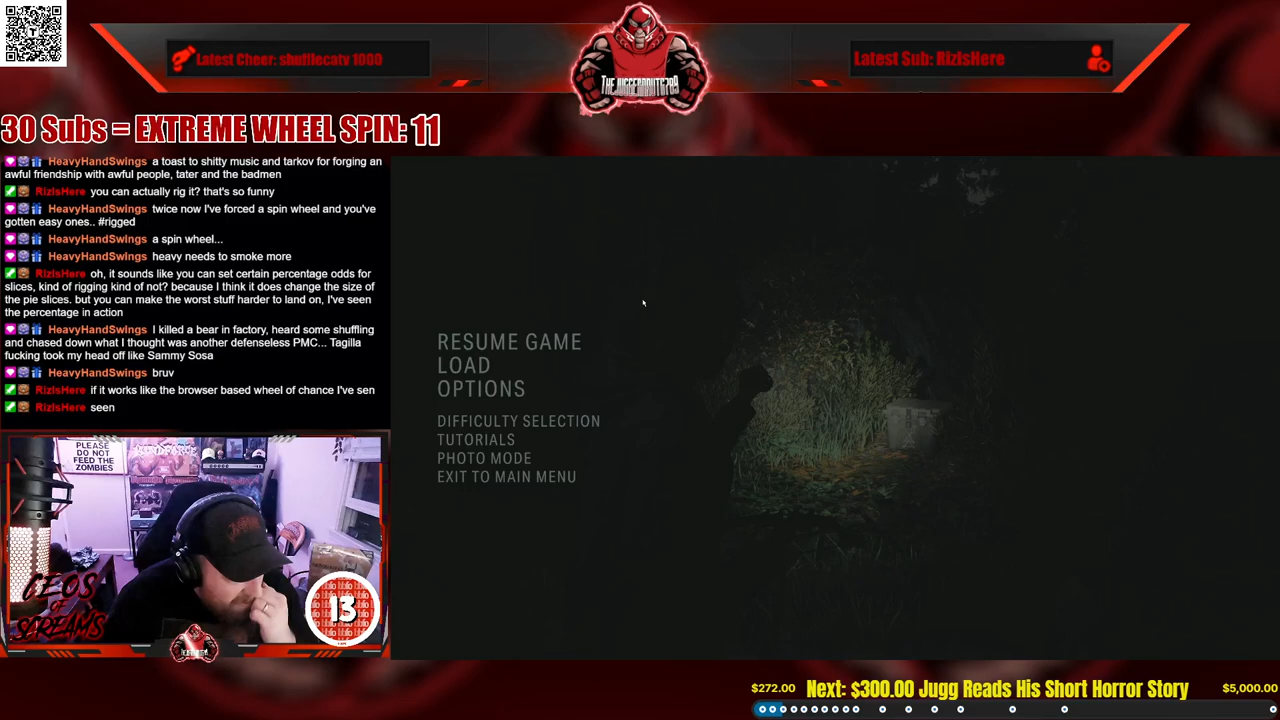 Latest Cheer: shufflecatv 1000
THEJUGGERNAUT6789
Latest Sub: RizIsHere
30 Subs = EXTREME WHEEL SPIN: 11
HeavyHandSwings a toast to shitty music and tarkov for forging an
awful friendship with awful people, tater and the badmen
RizIsHere you can actually rig it? that's so funny
HeavyHandSwings twice now I've forced a spin wheel and you've
gotten easy ones.. #rigged
HeavyHandSwings a spin wheel...
HeavyHandSwings heavy needs to smoke more
RizIsHere oh, it sounds like you can set certain percentage odds for
slices, kind of rigging kind of not? because I think it does change the size of
the pie slices. but you can make the worst stuff harder to land on, I've seen
the percentage in action
HeavyHandSwings I killed a bear in factory, heard some shuffling
and chased down what I thought was another defenseless PMC... Tagilla
fucking took my head off like Sammy Sosa
HeavyHandSwings bruv
RizIsHere if it works like the browser based wheel of chance I've sen
RizIsHere seen
RESUME GAME
LOAD
OPTIONS
DIFFICULTY SELECTION
TUTORIALS
PHOTO MODE
EXIT TO MAIN MENU
PLEASE
DO NOT
FEED THE
ZOMBIES
CEOS
OF
SCREAMS
13
$272.00
Next: $300.00 Jugg Reads His Short Horror Story
$5,000.00